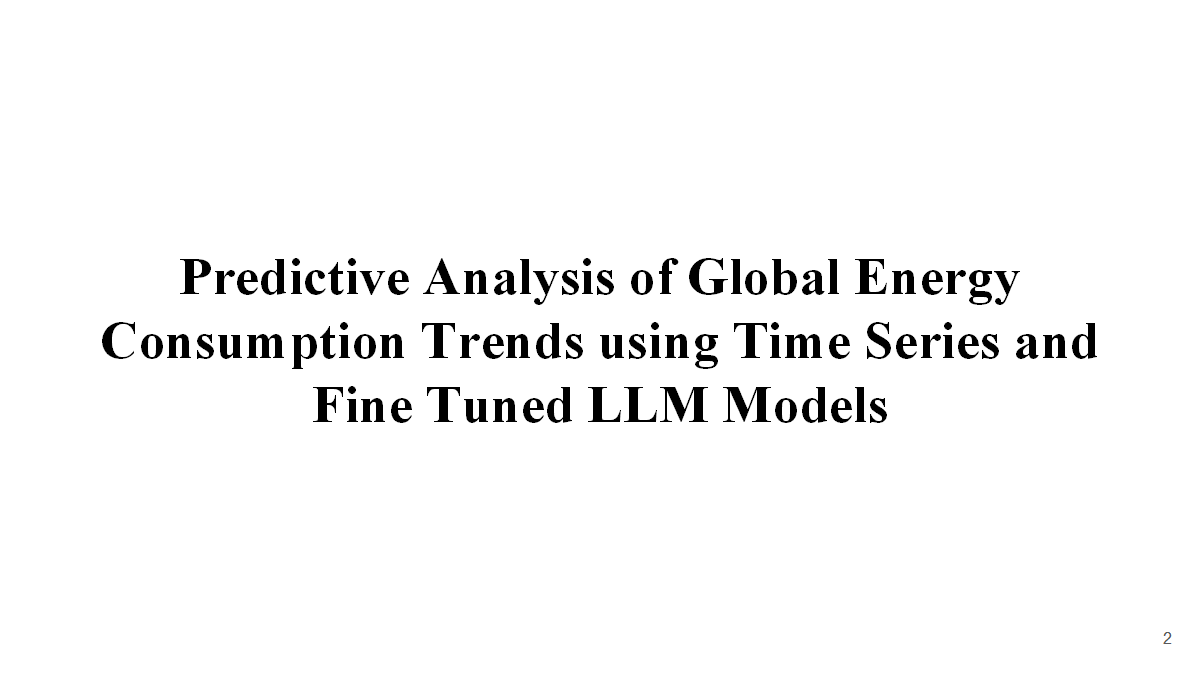 Predictive Analysis of Global Energy
Consumption Trends using Time Series and
Fine Tuned LLM Models
2